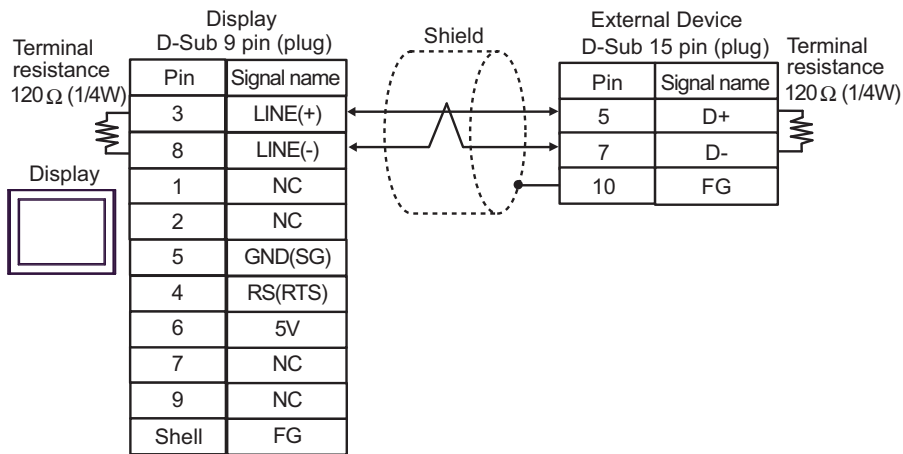 Display
D-Sub 9 pin (plug)
Shield
External Device
D-Sub 15 pin (plug)
Terminal
resistance
120 Ω (1/4W)
Terminal
resistance
120 Ω (1/4W)
Display
Pin Signal name
3 LINE(+)
8 LINE(-)
1 NC
2 NC
5 GND(SG)
4 RS(RTS)
6 5V
7 NC
9 NC
Shell FG
Pin Signal name
5 D+
7 D-
10 FG